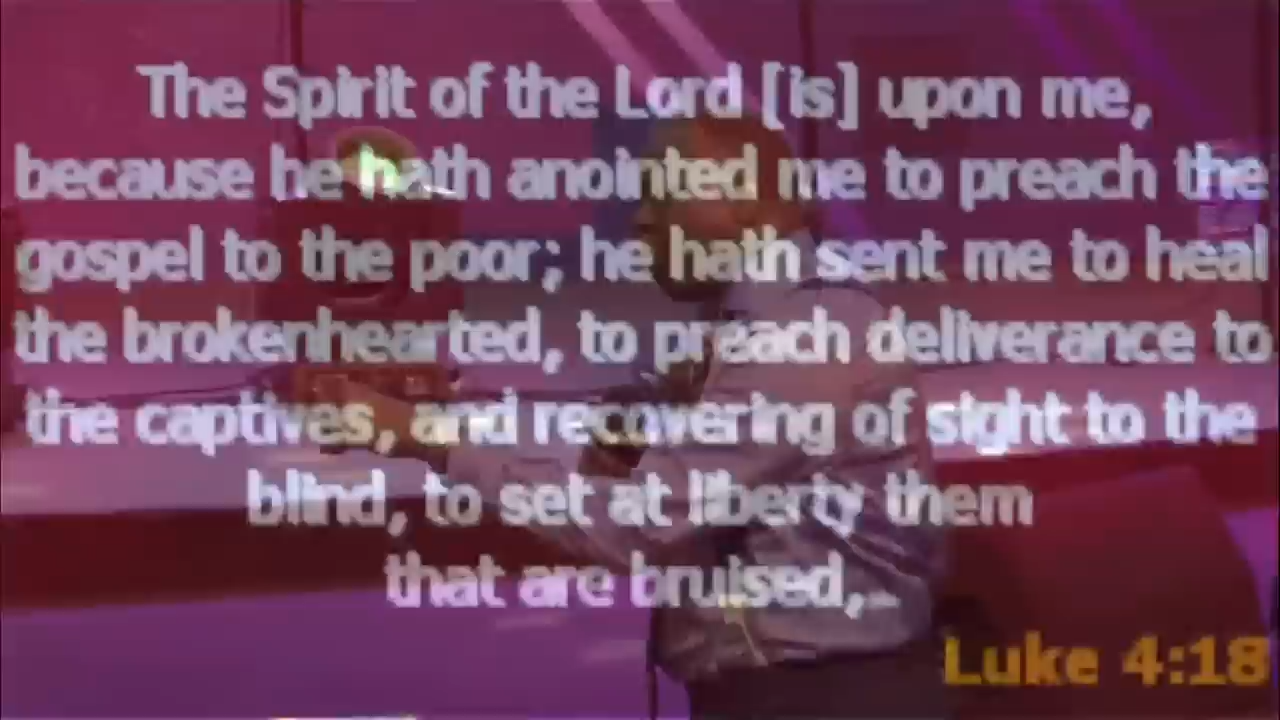 The Spirit of the Lord [is] upon me,
because he hath anointed me to preach the
gospel to the poor; he hath sent me to heal
the brokenhearted, to preach deliverance to
the captives, and recovering of sight to the
blind, to set at liberty them
that are bruised,
Luke 4:18